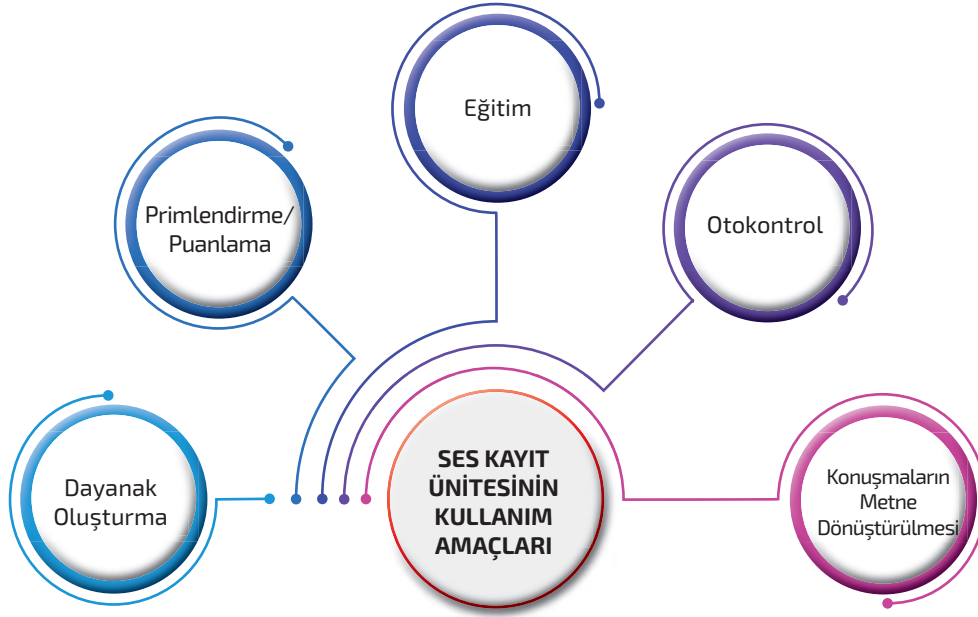 Eğitim
Primlendirme/
Puanlama
Otokontrol
Dayanak
Oluşturma
SES KAYIT
ÜNİTESİNİN
KULLANIM
AMAÇLARI
Konuşmaların
Metne
Dönüştürülmesi